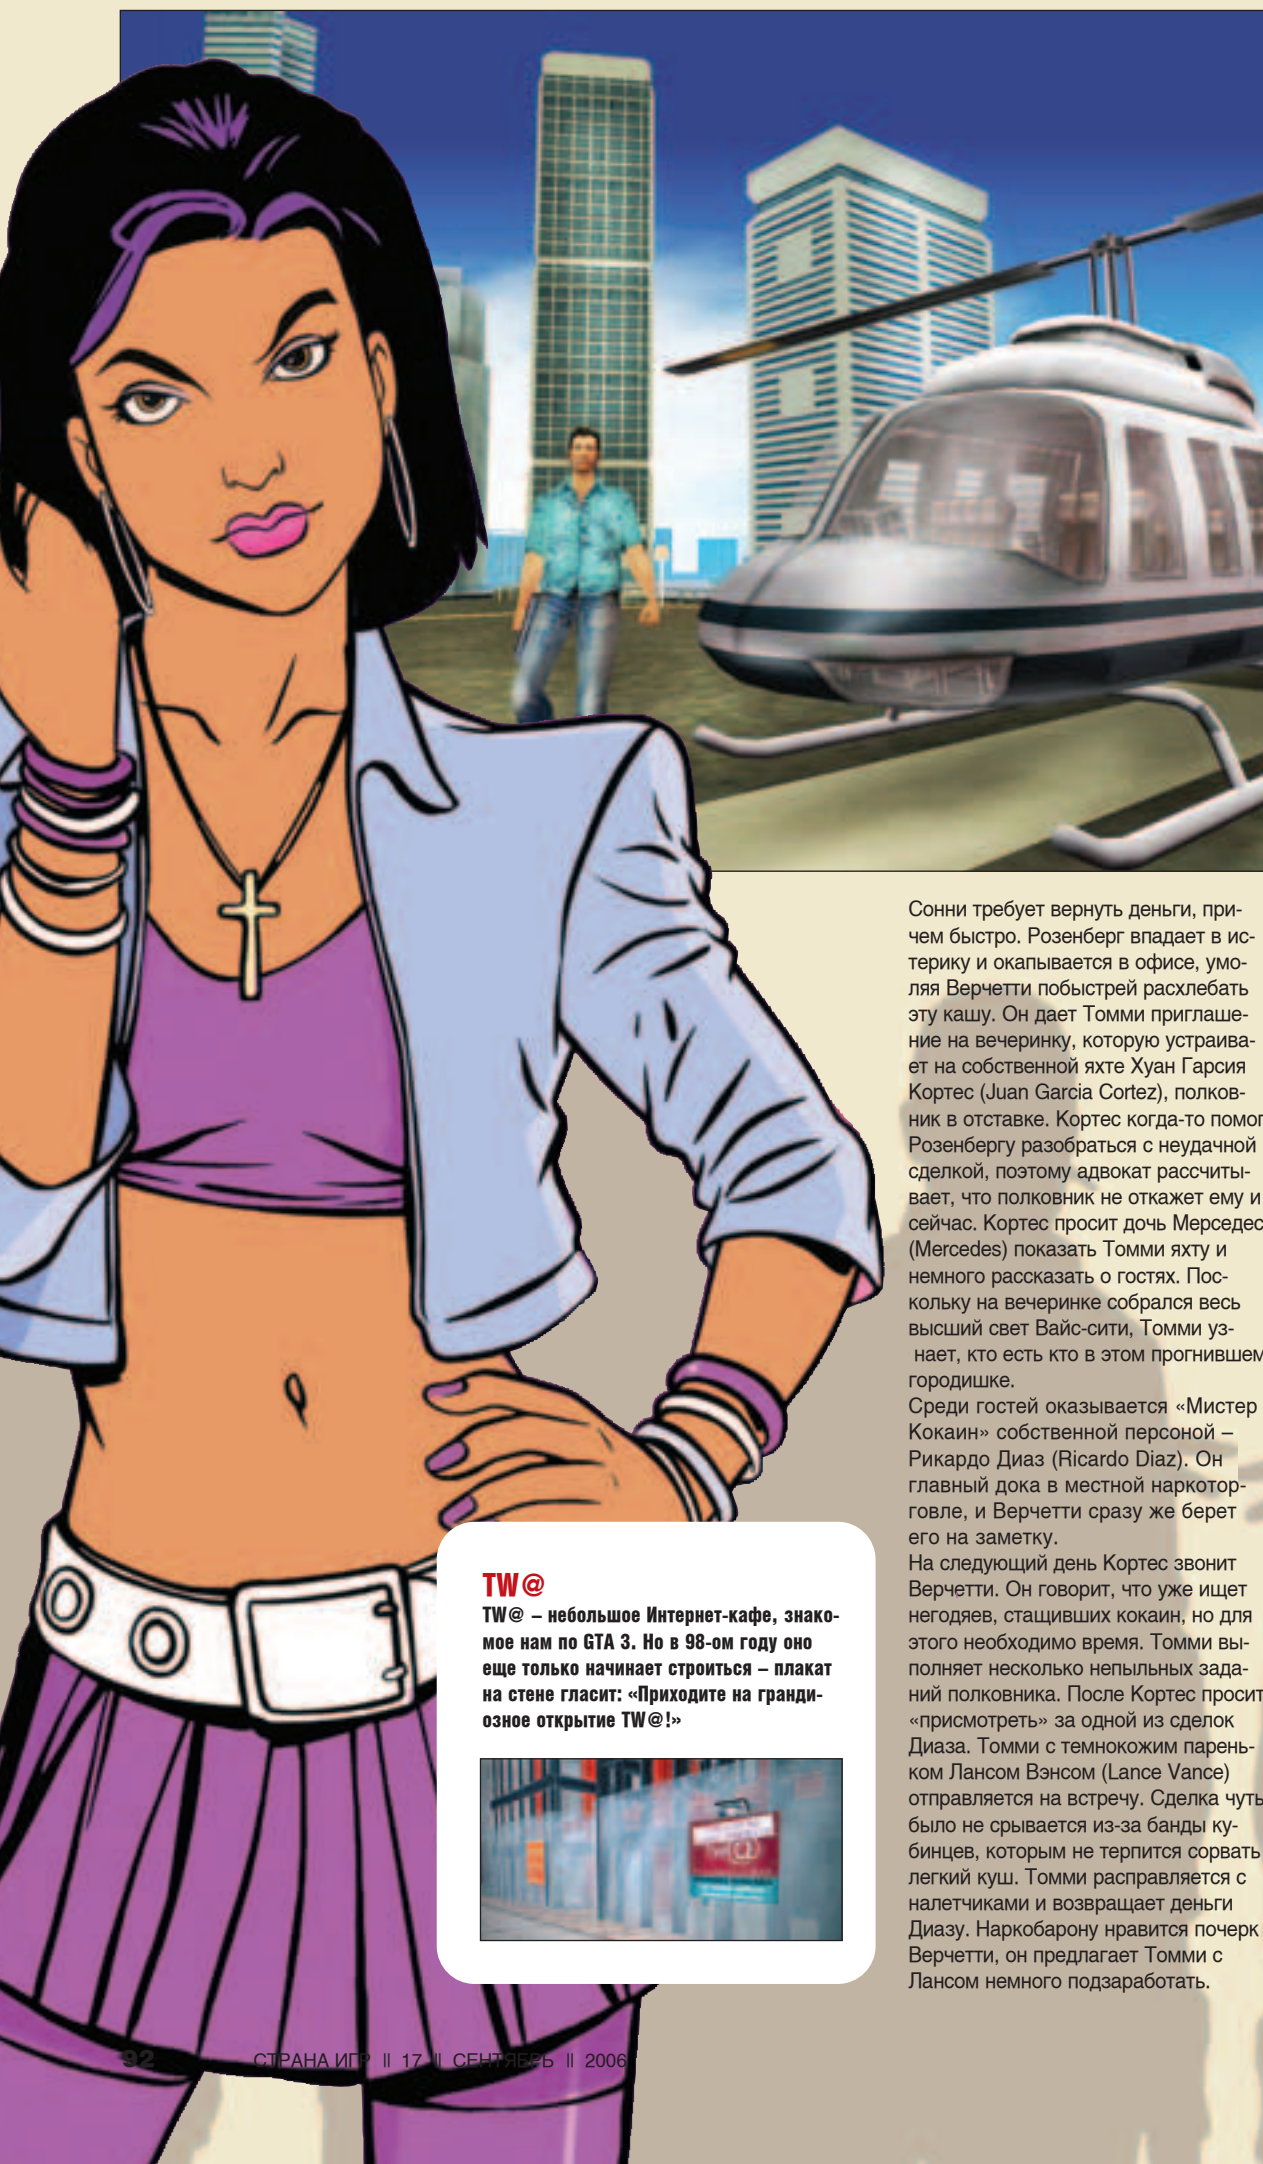 Сонни требует вернуть деньги, при-
чем быстро. Розенберг впадает в ис-
терику и окапывается в офисе, умо-
ляя Верчетти побыстрей расхлебать
эту кашу. Он дает Томми приглаше-
ние на вечеринку, которую устраива-
ет на собственной яхте Хуан Гарсия
Кортес (Juan Garcia Cortez), полков-
ник в отставке. Кортес когда-то помог
Розенбергу разобраться с неудачной
сделкой, поэтому адвокат рассчиты-
вает, что полковник не откажет ему и
сейчас. Кортес просит дочь Мерседес
(Mercedes) показать Томми яхту и
немного рассказать о гостях. Пос-
кольку на вечеринке собрался весь
высший свет Вайс-сити, Томми уз-
нает, кто есть кто в этом прогнившем
городишке.
Среди гостей оказывается «Мистер
Кокаин» собственной персоной –
Рикардо Диаз (Ricardo Diaz). Он
главный дока в местной наркотор-
говле, и Верчетти сразу же берет
его на заметку.
На следующий день Кортес звонит
Верчетти. Он говорит, что уже ищет
негодяев, стащивших кокаин, но для
этого необходимо время. Томми вы-
полняет несколько непыльных зада-
ний полковника. После Кортес просит
«присмотреть» за одной из сделок
Диаза. Томми с темнокожим парень-
ком Лансом Вэнсом (Lance Vance)
отправляется на встречу. Сделка чуть
было не срывается из-за банды ку-
бинцев, которым не терпится сорвать
легкий куш. Томми расправляется с
налетчиками и возвращает деньги
Диазу. Наркобарону нравится почерк
Верчетти, он предлагает Томми с
Лансом немного подзаработать.
TW@
TW@ – небольшое Интернет-кафе, знако-
мое нам по GTA 3. Но в 98-ом году оно
еще только начинает строиться – плакат
на стене гласит: «Приходите на гранди-
озное открытие TW@!»
92 СТРАНА ИГР || 17 || СЕНТЯБРЬ || 2006